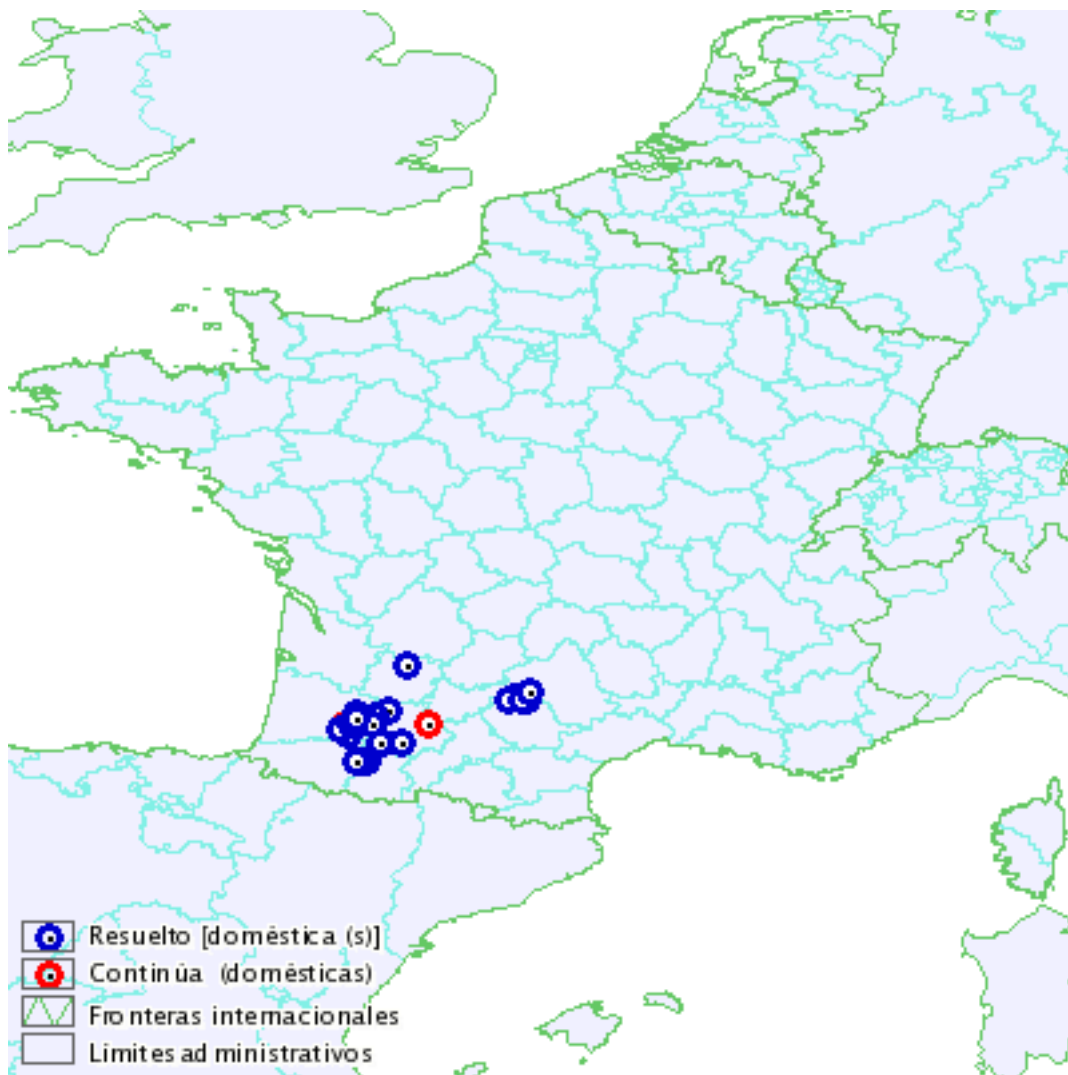 Resuelto [doméstica (s)]
Continúa (domésticas)
Fronteras internacionales
Límites administrativos